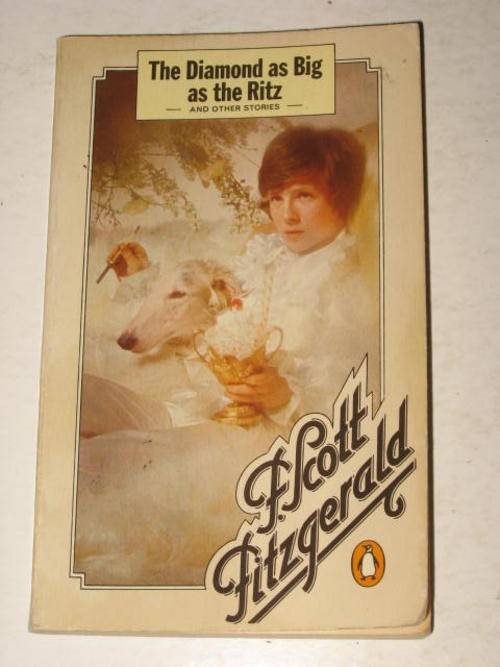 The Diamond as Big
as the Ritz
AND OTHER STORIES
F. Scott
Fitzgerald